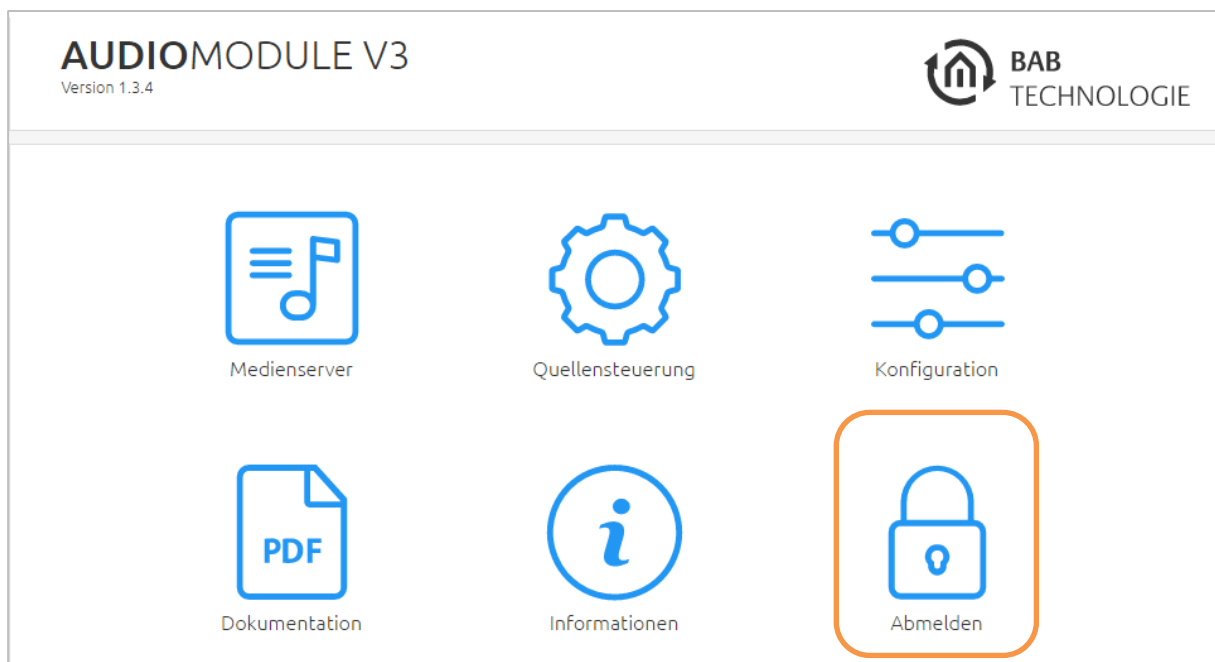 AUDIOMODULE V3
Version 1.3.4
BAB
TECHNOLOGIE
Medienserver
Quellensteuerung
Konfiguration
PDF
i
Dokumentation
Informationen
Abmelden